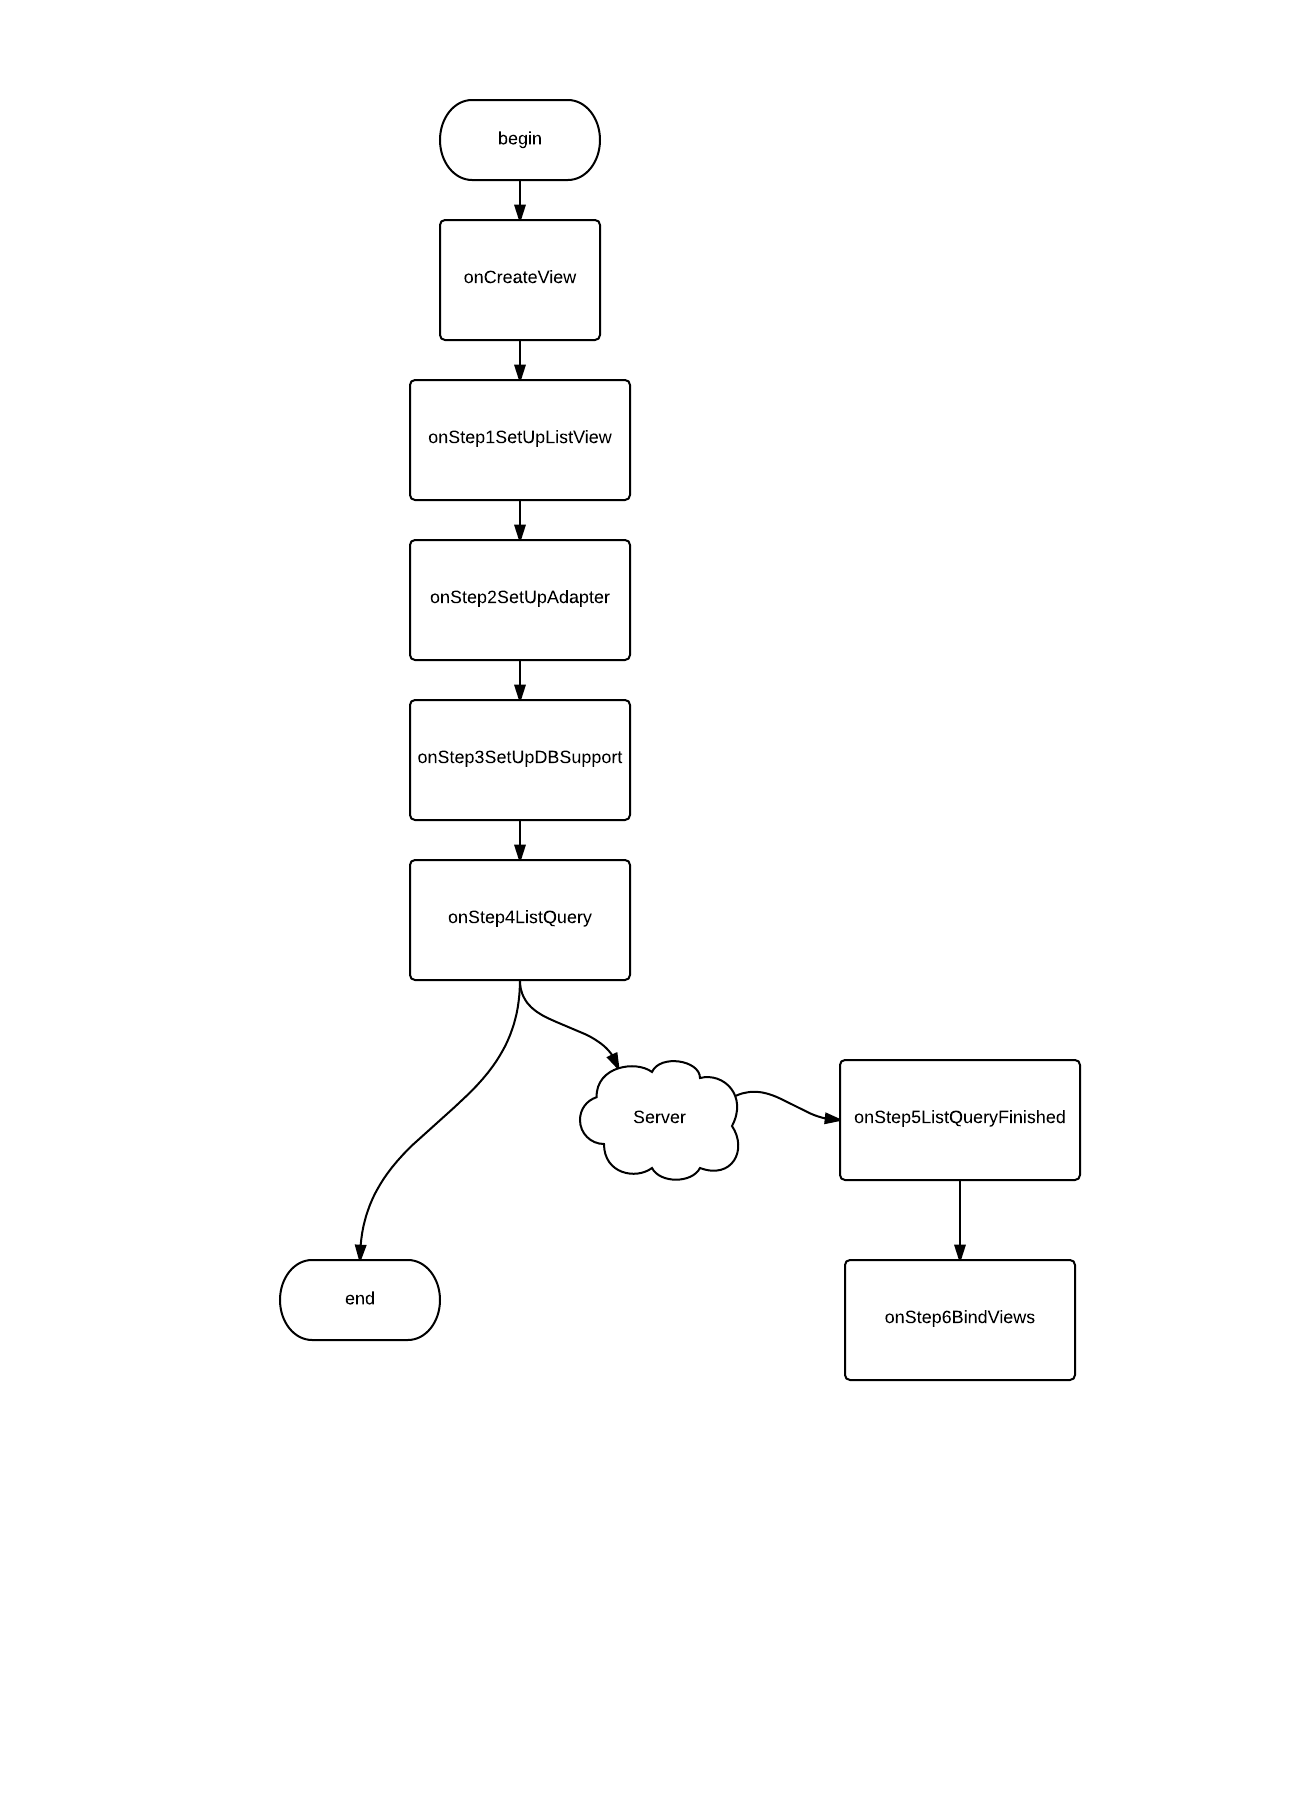 begin
onCreateView
onStep1SetUpListView
onStep2SetUpAdapter
onStep3SetUpDBSupport
onStep4ListQuery
Server
onStep5ListQueryFinished
end
onStep6BindViews